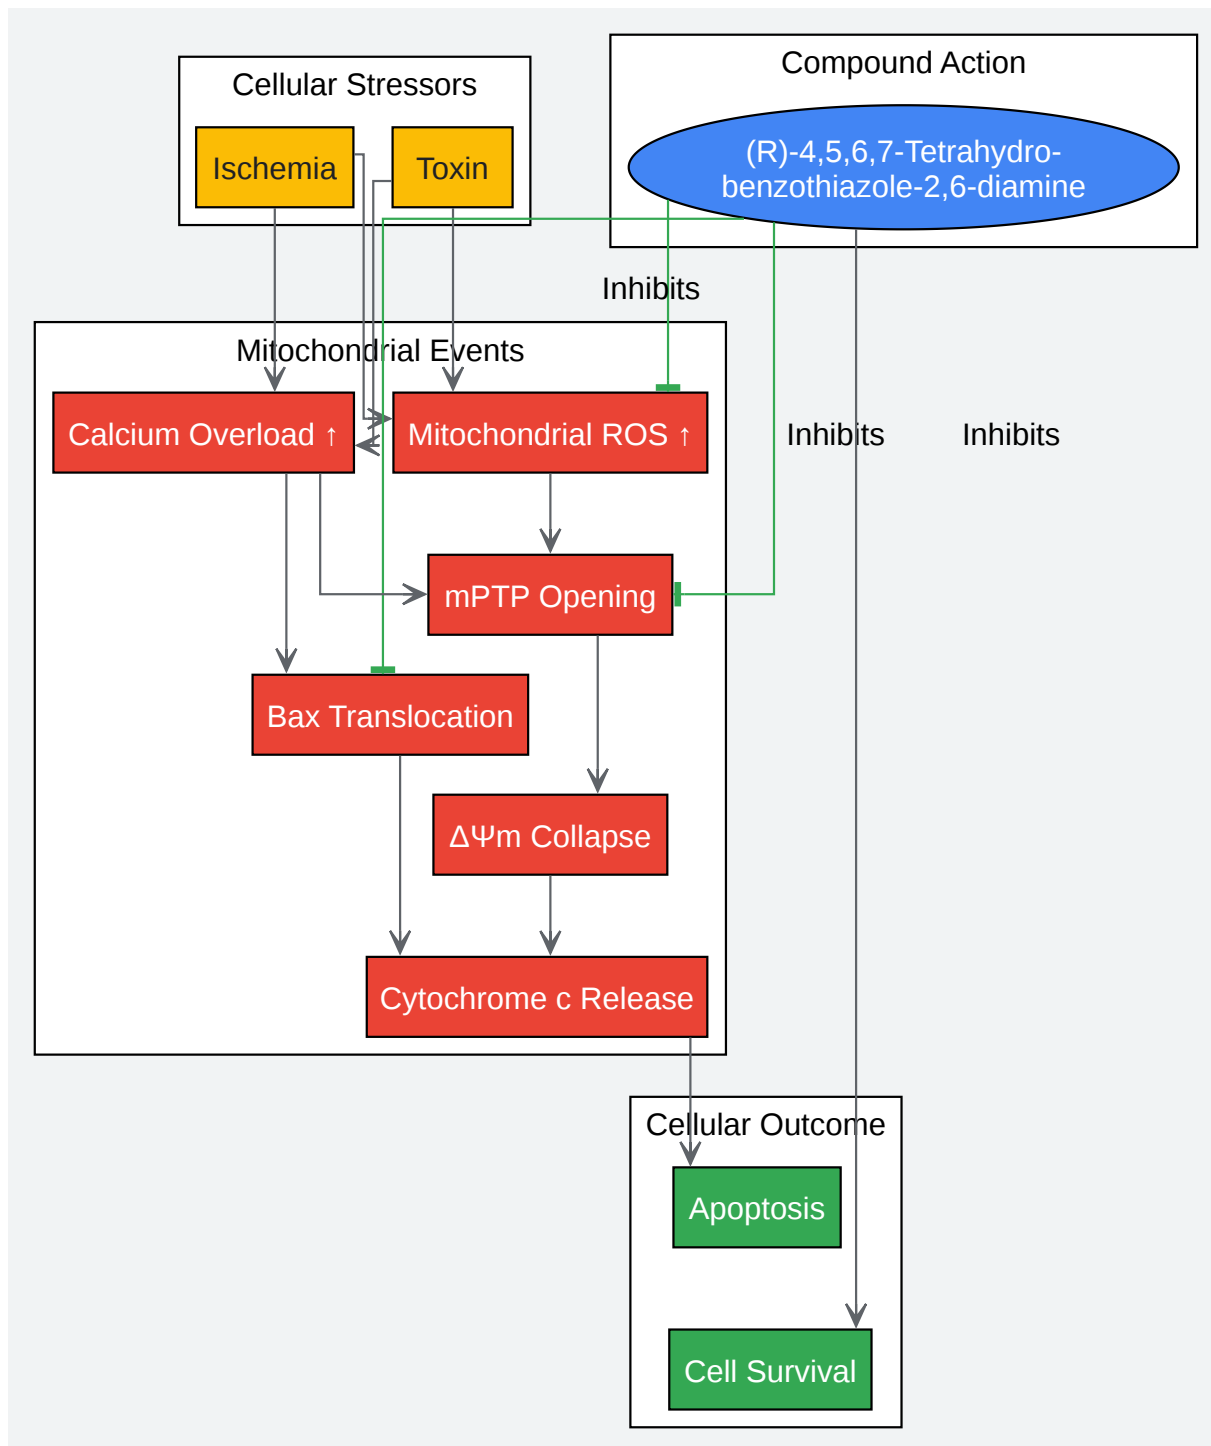 Cellular Stressors
Ischemia
Toxin
Compound Action
(R)-4,5,6,7-Tetrahydro-
benzothiazole-2,6-diamine
Inhibits
Mitochondrial Events
Calcium Overload ↑
Mitochondrial ROS ↑
Inhibits
Inhibits
mPTP Opening
Bax Translocation
ΔΨm Collapse
Cytochrome c Release
Cellular Outcome
Apoptosis
Cell Survival